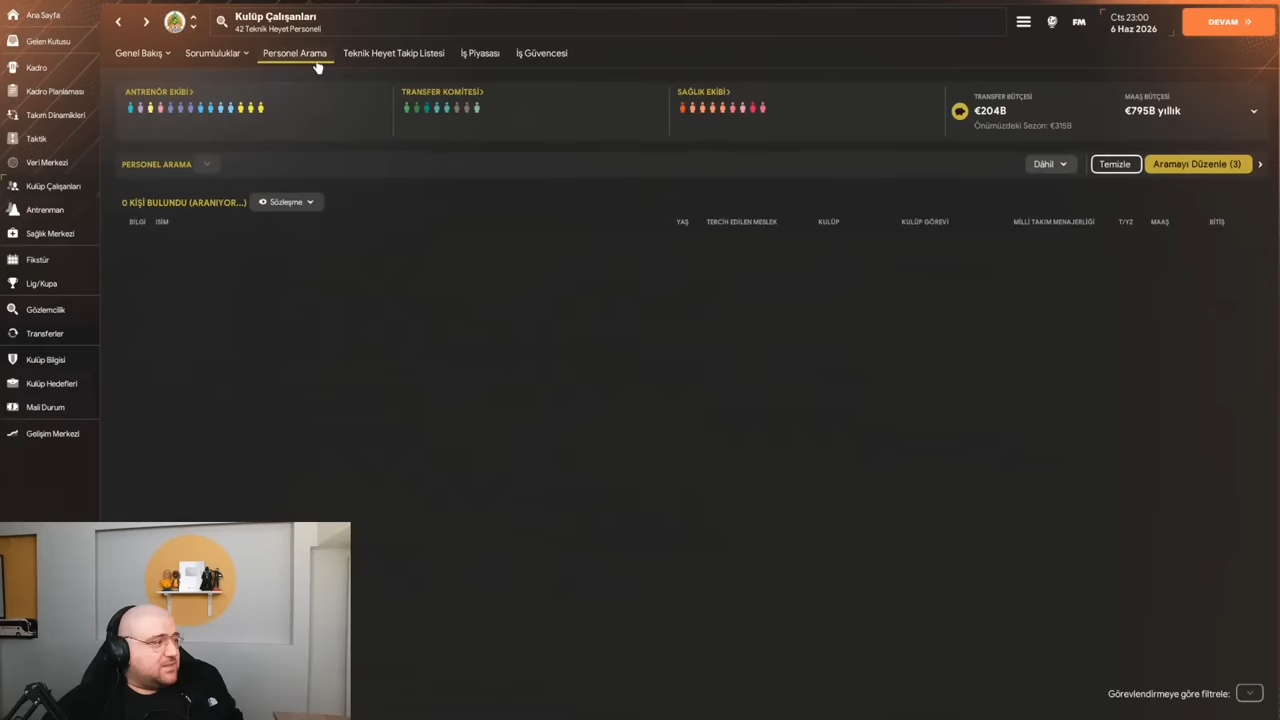 Ana Sayfa
Gelen Kutusu
Kadro
Kadro Planlaması
Takım Dinamikleri
Taktik
Veri Merkezi
Kulüp Çalışanları
Antrenman
Sağlık Merkezi
Fikstür
Lig/Kupa
Gözlemcilik
Transferler
Kulüp Bilgisi
Kulüp Hedefleri
Mali Durum
Gelişim Merkezi
Kulüp Çalışanları
42 Teknik Heyet Personeli
FM
Cts 23:00
6 Haz 2026
DEVAM
Genel Bakış
Sorumluluklar
Personel Arama
Teknik Heyet Takip Listesi
İş Piyasası
İş Güvencesi
ANTRENÖR EKİBİ
TRANSFER KOMİTESİ
SAĞLIK EKİBİ
TRANSFER BÜTÇESİ
€204B
Önümüzdeki Sezon: €315B
MAAŞ BÜTÇESİ
€795B yıllık
PERSONEL ARAMA
Dâhil
Temizle
Aramayı Düzenle (3)
0 KİŞİ BULUNDU (ARANIYOR...)
Sözleşme
BİLGİ İSİM YAŞ TERCİH EDİLEN MESLEK KULÜP KULÜP GÖREVİ MİLLİ TAKIM MENAJERLİĞİ T/YZ MAAŞ BİTİŞ
Görevlendirmeye göre filtrele: